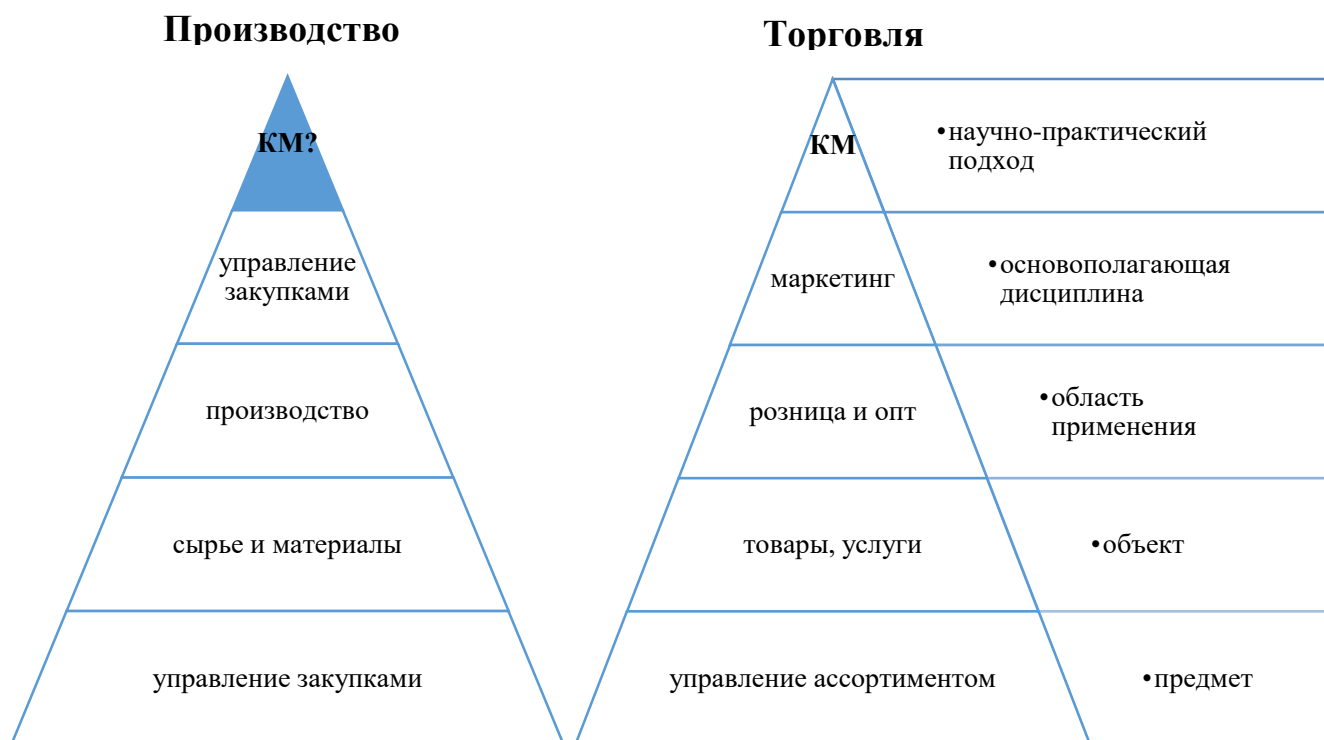 Производство
Торговля
КМ?
управление
закупками
производство
сырье и материалы
управление закупками
КМ
•научно-практический
подход
маркетинг
•основополагающая
дисциплина
розница и опт
•область
применения
товары, услуги
•объект
управление ассортиментом
•предмет